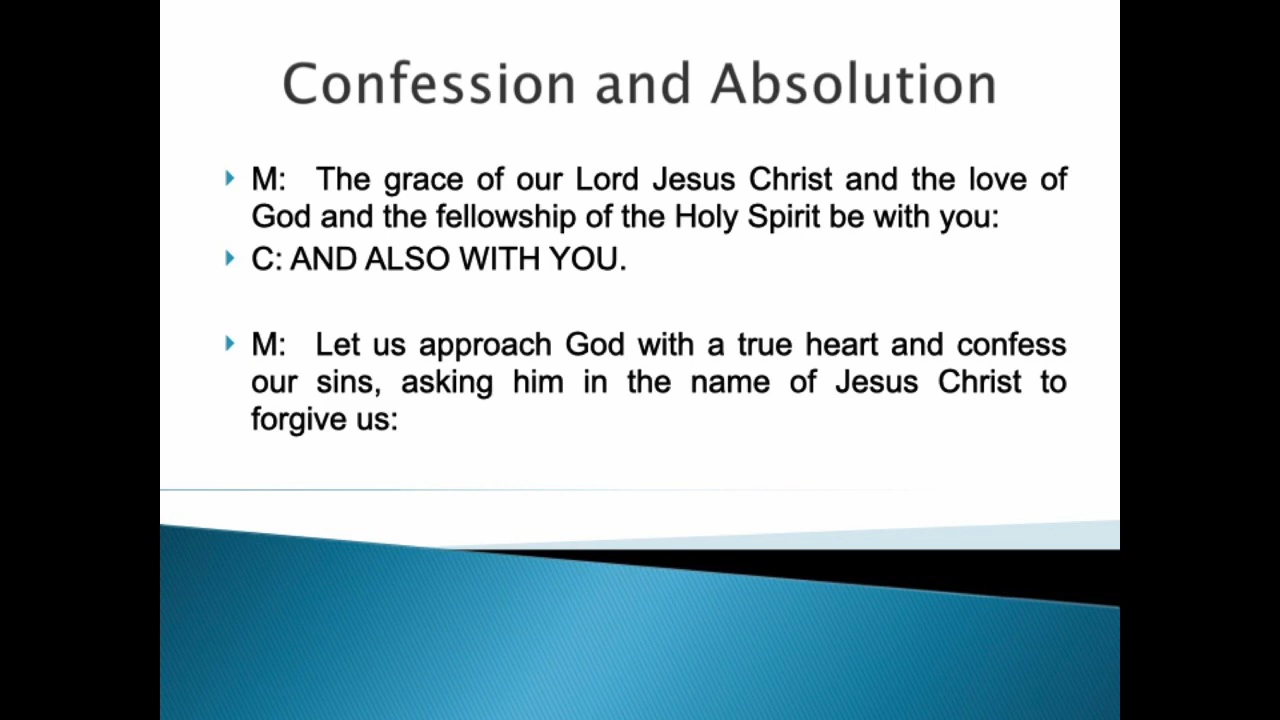 Confession and Absolution
M: The grace of our Lord Jesus Christ and the love of
God and the fellowship of the Holy Spirit be with you:
C: AND ALSO WITH YOU.
M: Let us approach God with a true heart and confess
our sins, asking him in the name of Jesus Christ to
forgive us: